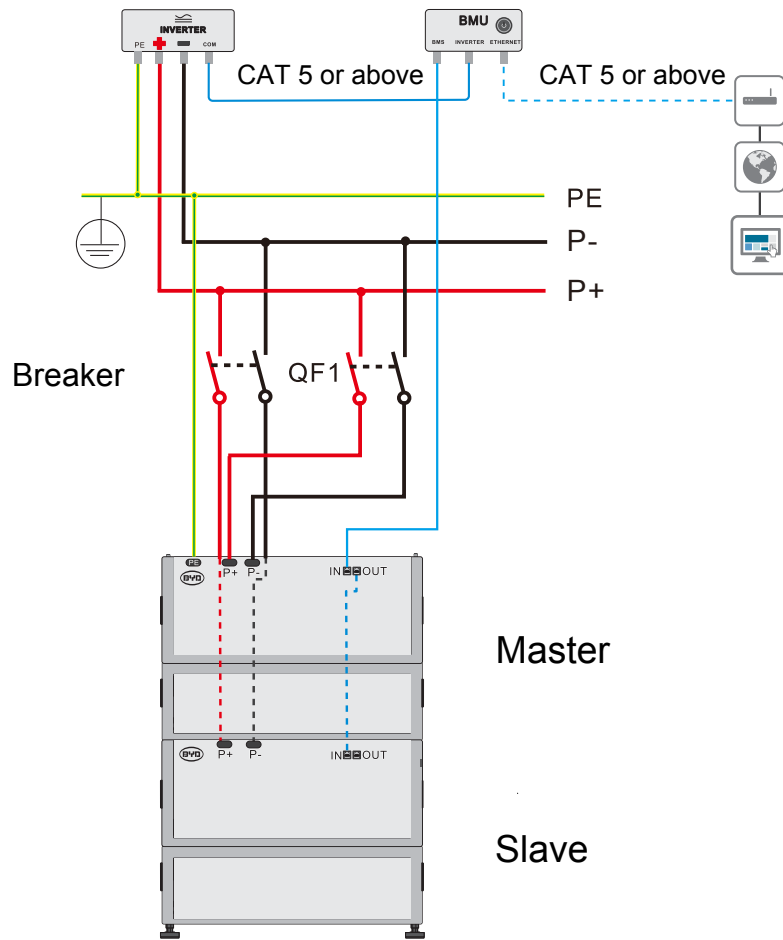 INVERTER
PE COM
BMU
BMS INVERTER ETHERNET
CAT 5 or above
CAT 5 or above
PE
P-
P+
Breaker
QF1
PE
BYD
P+ P-
IN OUT
Master
BYD
P+ P-
IN OUT
Slave